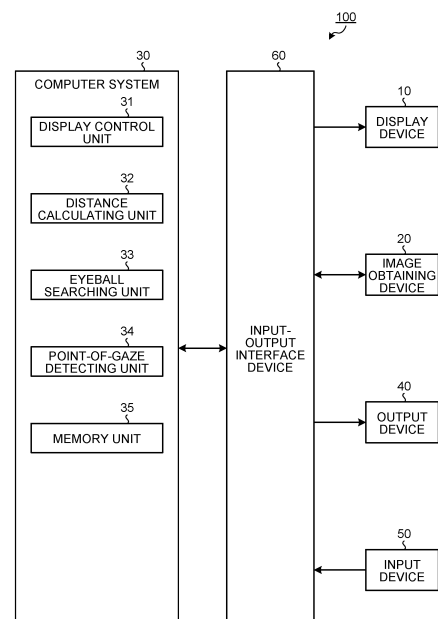 100
30
COMPUTER SYSTEM
31
DISPLAY CONTROL
UNIT
32
DISTANCE
CALCULATING UNIT
33
EYEBALL
SEARCHING UNIT
34
POINT-OF-GAZE
DETECTING UNIT
35
MEMORY UNIT
60
INPUT-
OUTPUT
INTERFACE
DEVICE
10
DISPLAY
DEVICE
20
IMAGE
OBTAINING
DEVICE
40
OUTPUT
DEVICE
50
INPUT
DEVICE